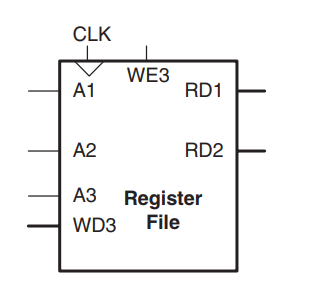 CLK
WE3
A1
RD1
A2
RD2
A3
WD3
Register
File